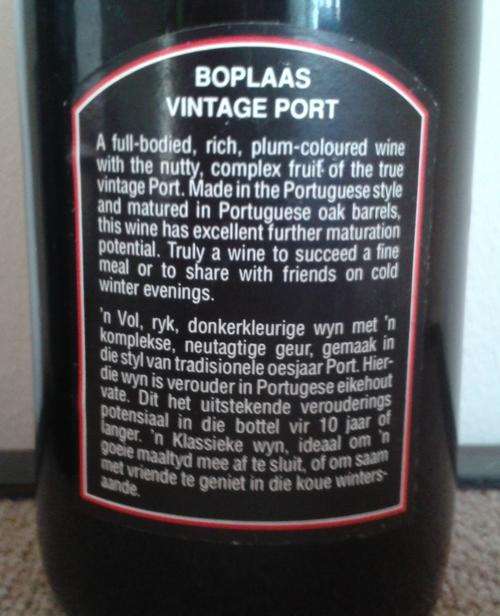 BOPLAAS
VINTAGE PORT
A full-bodied, rich, plum-coloured wine
with the nutty, complex fruit of the true
vintage Port. Made in the Portuguese style
and matured in Portuguese oak barrels,
this wine has excellent further maturation
potential. Truly a wine to succeed a fine
meal or to share with friends on cold
winter evenings.
'n Vol, ryk, donkerkleurige wyn met 'n
komplekse, neutagtige geur, gemaak in
die styl van tradisionele oesjaar Port. Hier-
die wyn is verouder in Portugese eikehout
vate. Dit het uitstekende verouderings
potensiaal in die bottel vir 10 jaar of
langer. 'n Klassieke wyn, ideaal om 'n
goeie maaltyd mee af te sluit, of om saam
met vriende te geniet in die koue winters-
aande.